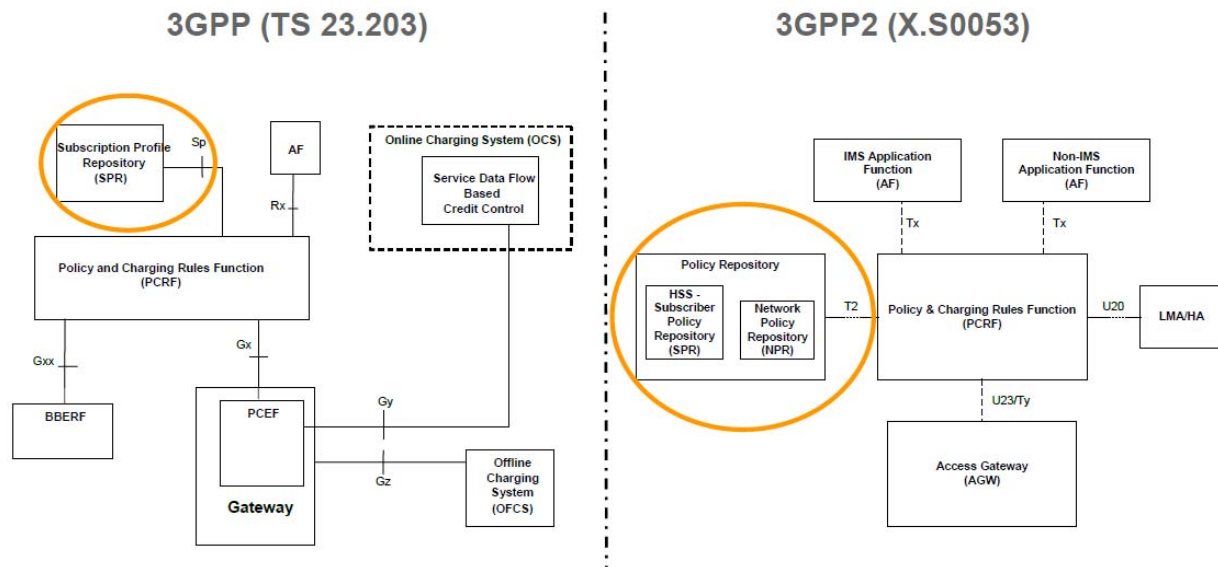 3GPP (TS 23.203)
Subscription Profile
Repository
(SPR)
Sp
AF
Rx
Online Charging System (OCS)
Service Data Flow
Based
Credit Control
Policy and Charging Rules Function
(PCRF)
Gxx
Gx
BBERF
PCEF
Gateway
Gy
Gz
Offline
Charging
System
(OFCS)
3GPP2 (X.S0053)
IMS Application
Function
(AF)
Non-IMS
Application Function
(AF)
Tx
Tx
Policy Repository
HSS -
Subscriber
Policy
Repository
(SPR)
Network
Policy
Repository
(NPR)
T2
Policy & Charging Rules Function
(PCRF)
U20
LMA/HA
U23/Ty
Access Gateway
(AGW)